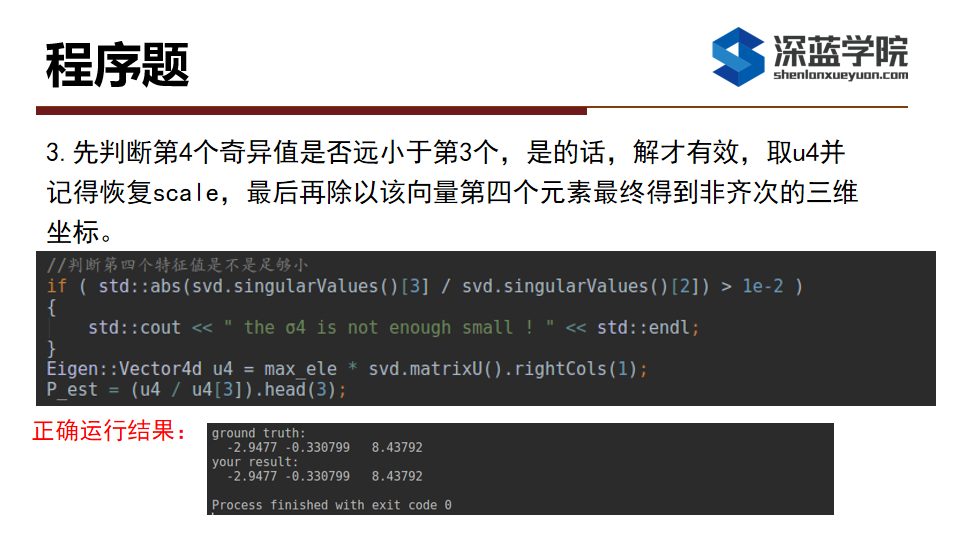 程序题
深蓝学院
shenlanxueyuan.com
3.先判断第4个奇异值是否远小于第3个，是的话，解才有效，取u4并
记得恢复scale，最后再除以该向量第四个元素最终得到非齐次的三维
坐标。
//判断第四个特征值是不是足够小
if ( std::abs(svd.singularValues()[3] / svd.singularValues()[2]) > 1e-2 )
{
std::cout << " the σ4 is not enough small ! " << std::endl;
}
Eigen::Vector4d u4 = max_ele * svd.matrixU().rightCols(1);
P_est = (u4 / u4[3]).head(3);
正确运行结果：
ground truth:
-2.9477 -0.330799 8.43792
your result:
-2.9477 -0.330799 8.43792
Process finished with exit code 0